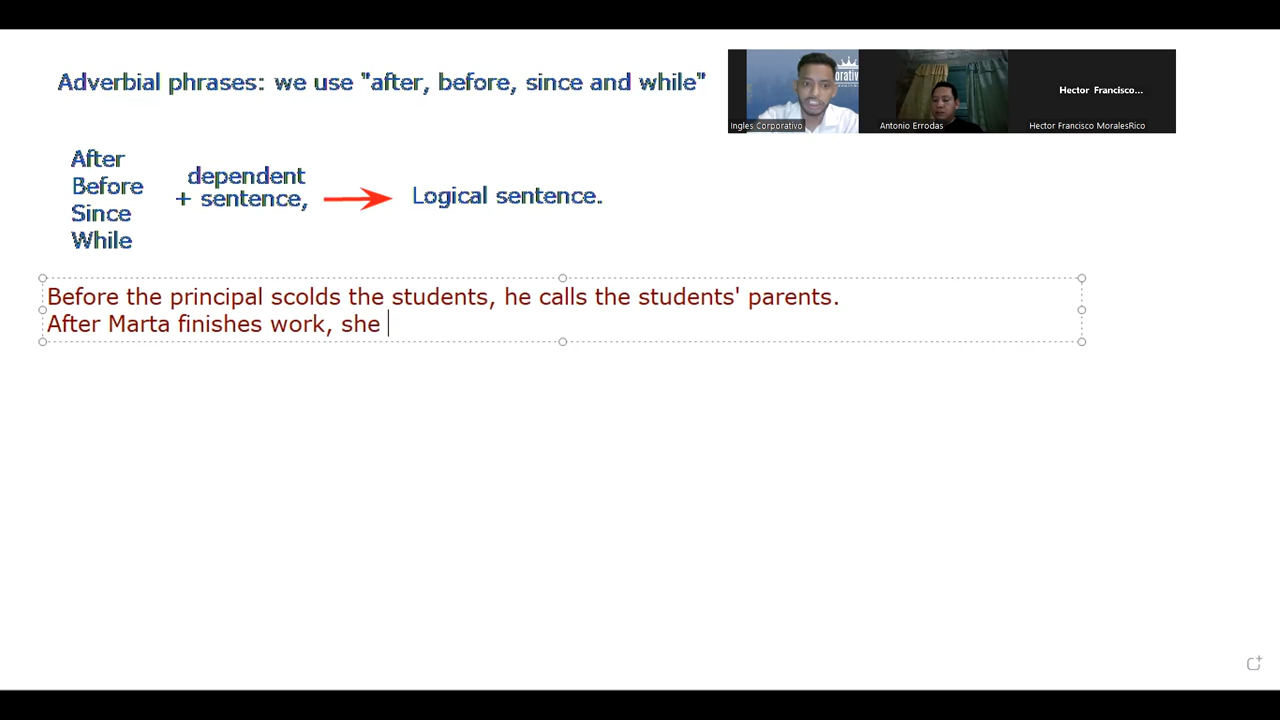 Adverbial phrases: we use "after, before, since and while"
Hector Francisco...
Ingles Corporativo
Antonio Errodas
Hector Francisco MoralesRico
After
Before
Since
While
dependent
+ sentence,
Logical sentence.
Before the principal scolds the students, he calls the students' parents.
After Marta finishes work, she